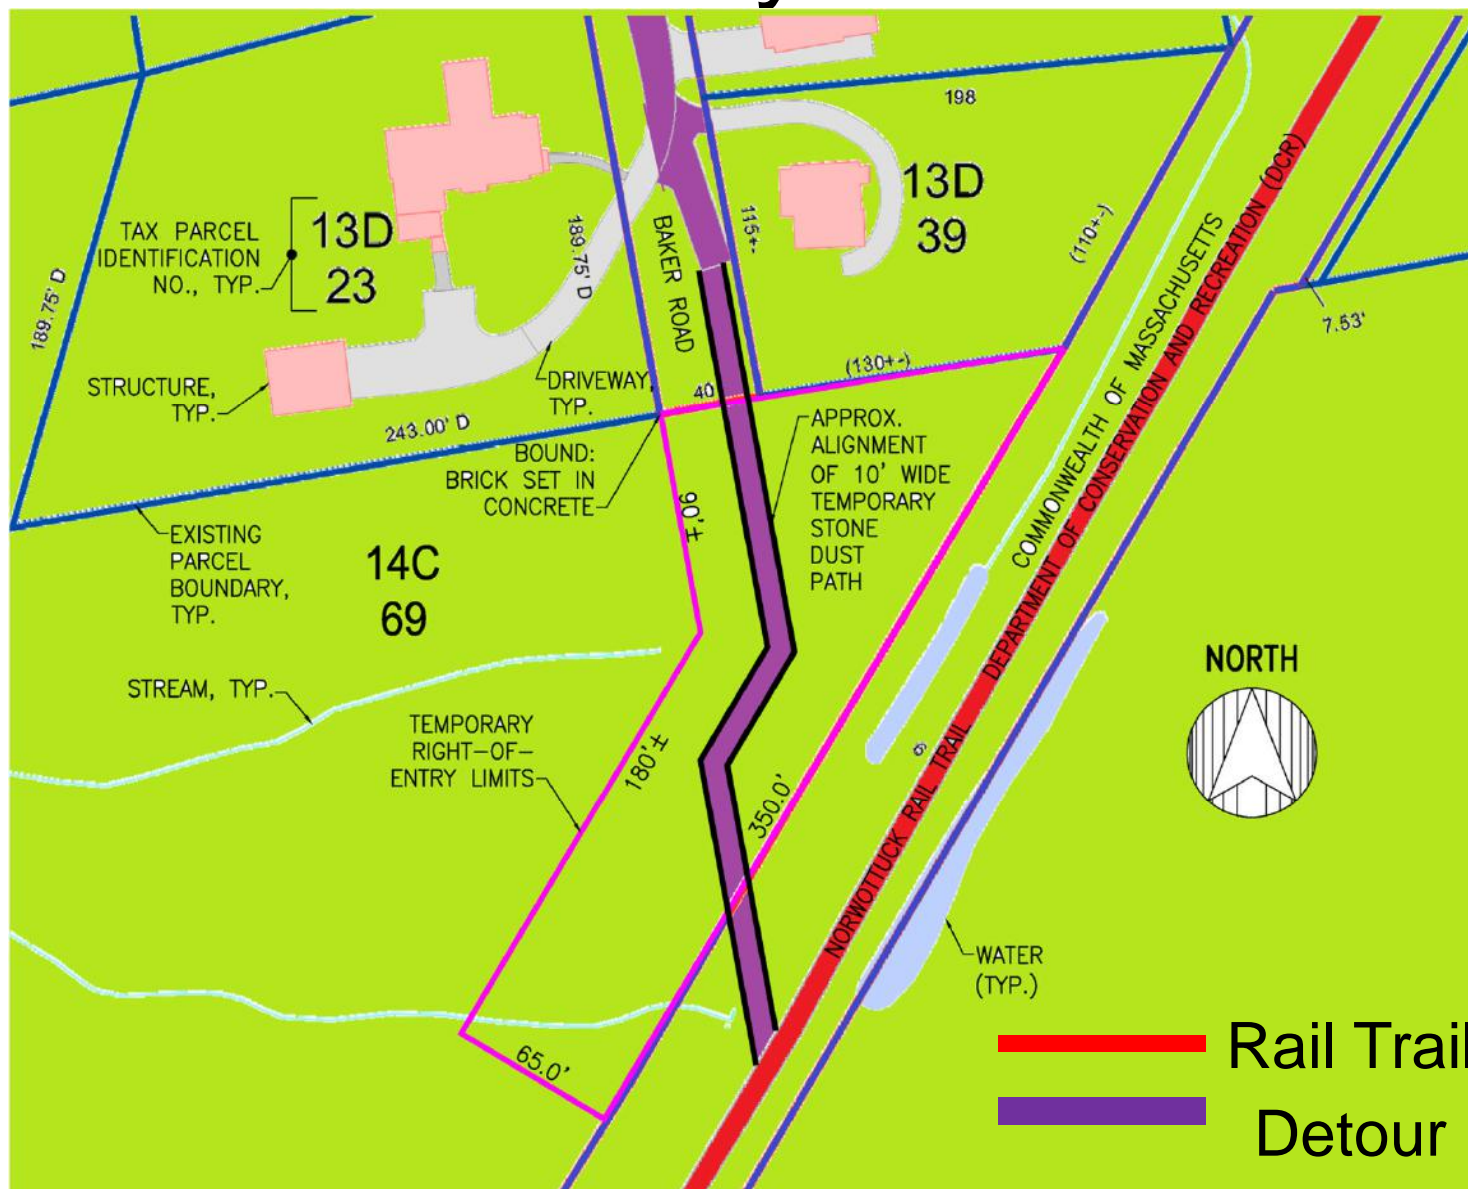 198
13D
39
TAX PARCEL
IDENTIFICATION
NO., TYP.
13D
23
189.75' D
189.75' D
BAKER ROAD
115+-
(110+-)
7.53'
COMMONWEALTH OF MASSACHUSETTS
DEPARTMENT OF CONSERVATION AND RECREATION (DCR)
NORWOTTUCK RAIL TRAIL
STRUCTURE,
TYP.
DRIVEWAY,
TYP.
40
(130+-)
243.00' D
BOUND:
BRICK SET IN
CONCRETE
APPROX.
ALIGNMENT
OF 10' WIDE
TEMPORARY
STONE
DUST
PATH
EXISTING
PARCEL
BOUNDARY,
TYP.
14C
69
90'±
STREAM, TYP.
TEMPORARY
RIGHT-OF-
ENTRY LIMITS
180'±
350.0'
NORTH
WATER
(TYP.)
65.0'
Rail Trail
Detour